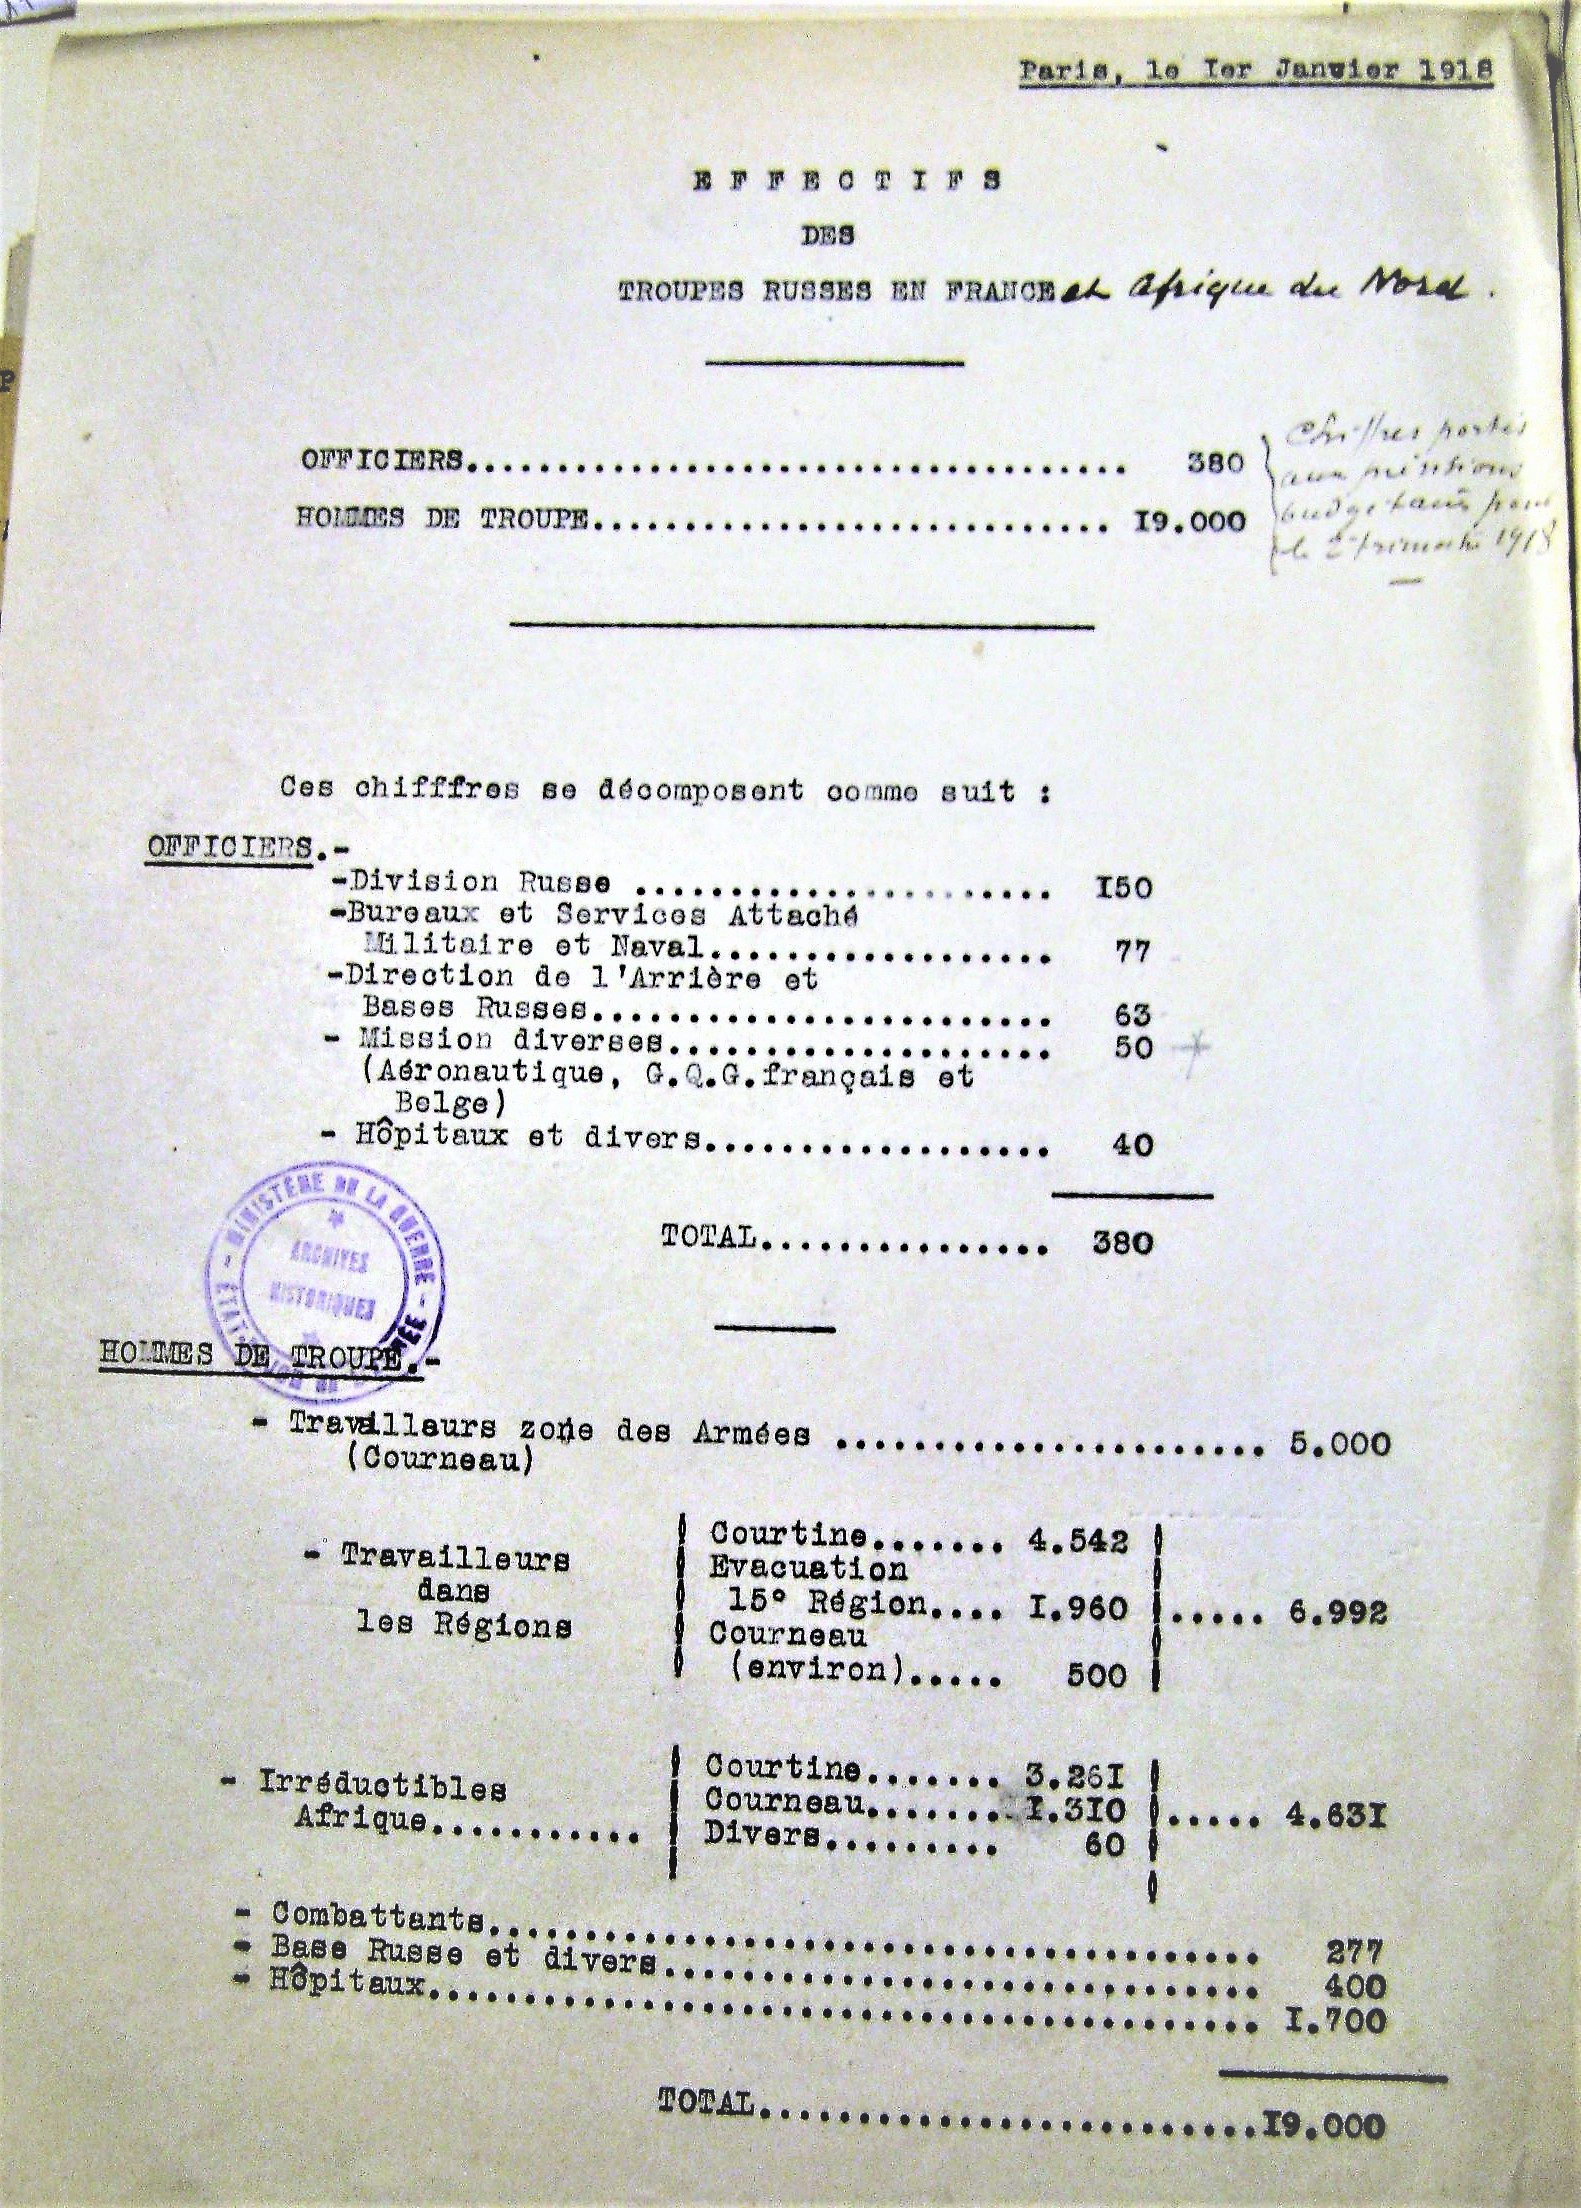 Paris, le Ier Janvier 1918
E F F E C T I F S
DES
TROUPES RUSSES EN FRANCE et Afrique du Nord.
OFFICIERS..................................... 380
HOMMES DE TROUPE............................. I9.000
Chiffres portés
aux prévisions
budgétaires pour
le 2e trimestre 1918
Ces chifffres se décomposent comme suit :
OFFICIERS.-
-Division Russe ...................... I50
-Bureaux et Services Attaché
Militaire et Naval.................. 77
-Direction de l'Arrière et
Bases Russes........................ 63
- Mission diverses.................... 50
(Aéronautique, G.Q.G.français et
Belge)
- Hôpitaux et divers.................. 40
TOTAL............... 380
MINISTÈRE DE LA GUERRE
ARCHIVES
HISTORIQUES
HOMMES DE TROUPE.-
- Travailleurs zone des Armées ...................... 5.000
(Courneau)
- Travailleurs
dans
les Régions
Courtine....... 4.542
Evacuation
15° Région.... I.960 ..... 6.992
Courneau
(environ)..... 500
- Irréductibles
Afrique...........
Courtine....... 3.26I
Courneau....... I.3I0 ..... 4.63I
Divers......... 60
- Combattants........................................ 277
- Base Russe et divers............................... 400
- Hôpitaux........................................... I.700
TOTAL..........................I9.000